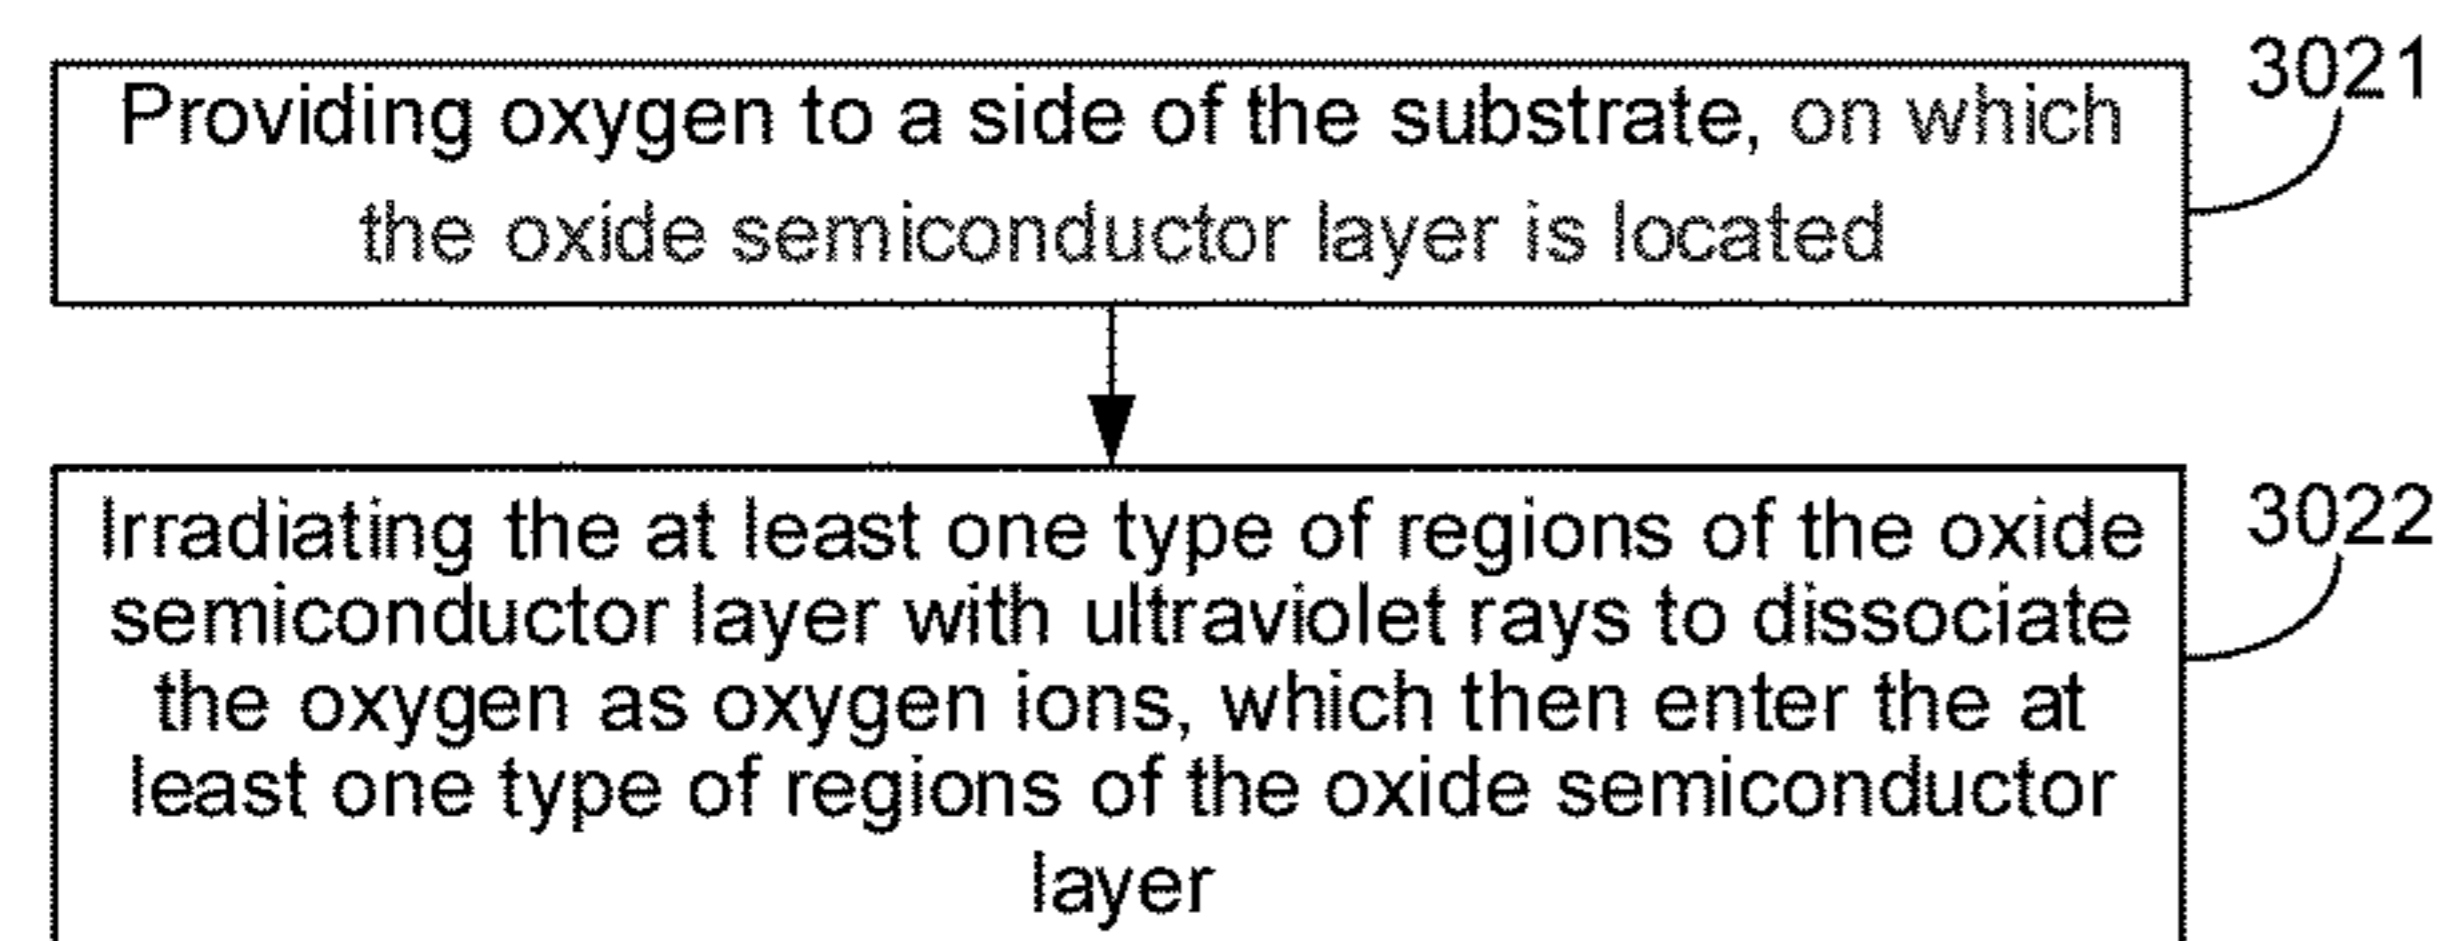 Providing oxygen to a side of the substrate, on which
the oxide semiconductor layer is located
3021
Irradiating the at least one type of regions of the oxide
semiconductor layer with ultraviolet rays to dissociate
the oxygen as oxygen ions, which then enter the at
least one type of regions of the oxide semiconductor
layer
3022